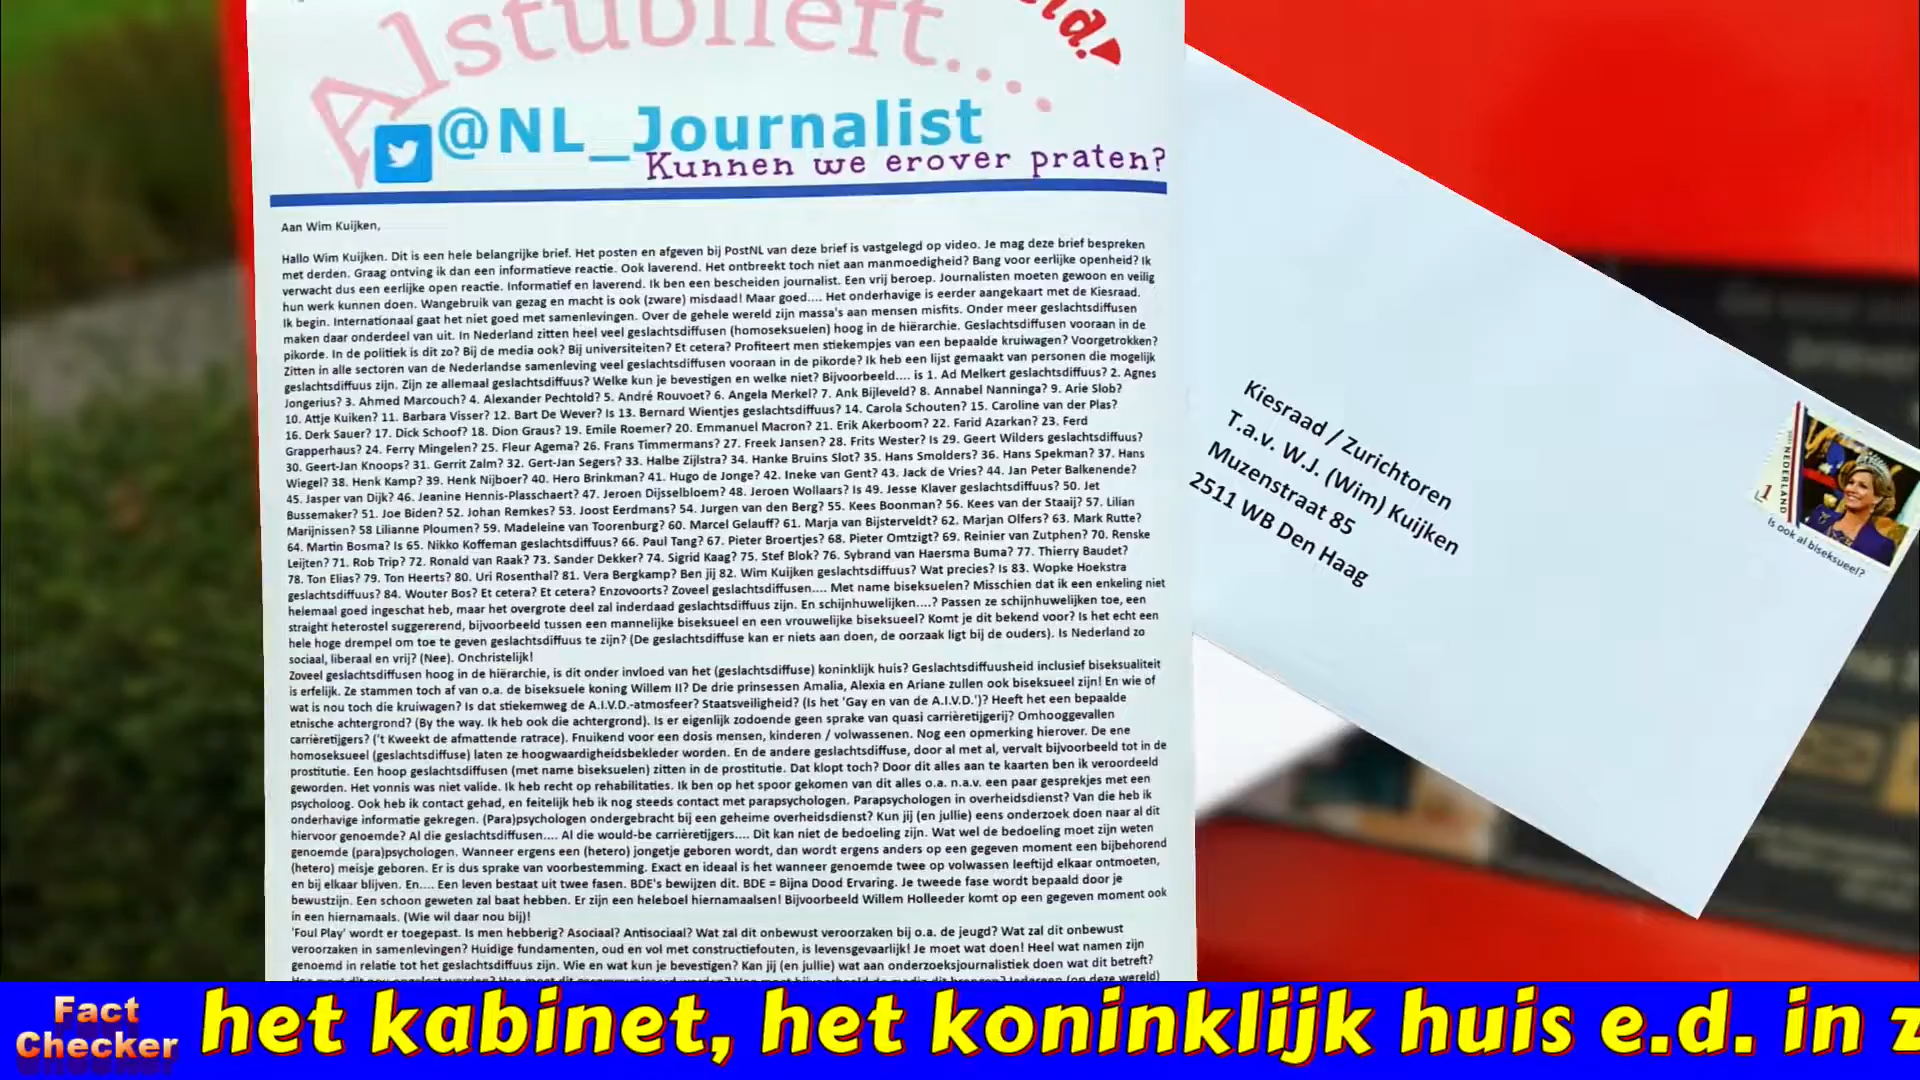 Alstublieft...
@NL_Journalist
Kunnen we erover praten?
Aan Wim Kuijken,
Hallo Wim Kuijken. Dit is een hele belangrijke brief. Het posten en afgeven bij PostNL van deze brief is vastgelegd op video. Je mag deze brief bespreken
met derden. Graag ontving ik dan een informatieve reactie. Ook laverend. Het ontbreekt toch niet aan manmoedigheid? Bang voor eerlijke openheid? Ik
verwacht dus een eerlijke open reactie. Informatief en laverend. Ik ben een bescheiden journalist. Een vrij beroep. Journalisten moeten gewoon en veilig
hun werk kunnen doen. Wangebruik van gezag en macht is ook (zware) misdaad! Maar goed.... Het onderhavige is eerder aangekaart met de Kiesraad.
Ik begin. Internationaal gaat het niet goed met samenlevingen. Over de gehele wereld zijn massa's aan mensen misfits. Onder meer geslachtsdiffusen
maken daar onderdeel van uit. In Nederland zitten heel veel geslachtsdiffusen (homoseksuelen) hoog in de hiërarchie. Geslachtsdiffusen vooraan in de
pikorde. In de politiek is dit zo? Bij de media ook? Bij universiteiten? Et cetera? Profiteert men stiekempjes van een bepaalde kruiwagen? Voorgetrokken?
Zitten in alle sectoren van de Nederlandse samenleving veel geslachtsdiffusen vooraan in de pikorde? Ik heb een lijst gemaakt van personen die mogelijk
geslachtsdiffuus zijn. Zijn ze allemaal geslachtsdiffuus? Welke kun je bevestigen en welke niet? Bijvoorbeeld.... is 1. Ad Melkert geslachtsdiffuus? 2. Agnes
Jongerius? 3. Ahmed Marcouch? 4. Alexander Pechtold? 5. André Rouvoet? 6. Angela Merkel? 7. Ank Bijleveld? 8. Annabel Nanninga? 9. Arie Slob?
10. Attje Kuiken? 11. Barbara Visser? 12. Bart De Wever? Is 13. Bernard Wientjes geslachtsdiffuus? 14. Carola Schouten? 15. Caroline van der Plas?
16. Derk Sauer? 17. Dick Schoof? 18. Dion Graus? 19. Emile Roemer? 20. Emmanuel Macron? 21. Erik Akerboom? 22. Farid Azarkan? 23. Ferd
Grapperhaus? 24. Ferry Mingelen? 25. Fleur Agema? 26. Frans Timmermans? 27. Freek Jansen? 28. Frits Wester? Is 29. Geert Wilders geslachtsdiffuus?
30. Geert-Jan Knoops? 31. Gerrit Zalm? 32. Gert-Jan Segers? 33. Halbe Zijlstra? 34. Hanke Bruins Slot? 35. Hans Smolders? 36. Hans Spekman? 37. Hans
Wiegel? 38. Henk Kamp? 39. Henk Nijboer? 40. Hero Brinkman? 41. Hugo de Jonge? 42. Ineke van Gent? 43. Jack de Vries? 44. Jan Peter Balkenende?
45. Jasper van Dijk? 46. Jeanine Hennis-Plasschaert? 47. Jeroen Dijsselbloem? 48. Jeroen Wollaars? Is 49. Jesse Klaver geslachtsdiffuus? 50. Jet
Bussemaker? 51. Joe Biden? 52. Johan Remkes? 53. Joost Eerdmans? 54. Jurgen van den Berg? 55. Kees Boonman? 56. Kees van der Staaij? 57. Lilian
Marijnissen? 58 Lilianne Ploumen? 59. Madeleine van Toorenburg? 60. Marcel Gelauff? 61. Marja van Bijsterveldt? 62. Marjan Olfers? 63. Mark Rutte?
64. Martin Bosma? Is 65. Nikko Koffeman geslachtsdiffuus? 66. Paul Tang? 67. Pieter Broertjes? 68. Pieter Omtzigt? 69. Reinier van Zutphen? 70. Renske
Leijten? 71. Rob Trip? 72. Ronald van Raak? 73. Sander Dekker? 74. Sigrid Kaag? 75. Stef Blok? 76. Sybrand van Haersma Buma? 77. Thierry Baudet?
78. Ton Elias? 79. Ton Heerts? 80. Uri Rosenthal? 81. Vera Bergkamp? Ben jij 82. Wim Kuijken geslachtsdiffuus? Wat precies? Is 83. Wopke Hoekstra
geslachtsdiffuus? 84. Wouter Bos? Et cetera? Et cetera? Enzovoorts? Zoveel geslachtsdiffusen.... Met name biseksuelen? Misschien dat ik een enkeling niet
helemaal goed ingeschat heb, maar het overgrote deel zal inderdaad geslachtsdiffuus zijn. En schijnhuwelijken....? Passen ze schijnhuwelijken toe, een
straight heterostel suggererend, bijvoorbeeld tussen een mannelijke biseksueel en een vrouwelijke biseksueel? Komt je dit bekend voor? Is het echt een
hele hoge drempel om toe te geven geslachtsdiffuus te zijn? (De geslachtsdiffuse kan er niets aan doen, de oorzaak ligt bij de ouders). Is Nederland zo
sociaal, liberaal en vrij? (Nee). Onchristelijk!
Zoveel geslachtsdiffusen hoog in de hiërarchie, is dit onder invloed van het (geslachtsdiffuse) koninklijk huis? Geslachtsdiffuusheid inclusief biseksualiteit
is erfelijk. Ze stammen toch af van o.a. de biseksuele koning Willem II? De drie prinsessen Amalia, Alexia en Ariane zullen ook biseksueel zijn! En wie of
wat is nou toch die kruiwagen? Is dat stiekemweg de A.I.V.D.-atmosfeer? Staatsveiligheid? (Is het 'Gay en van de A.I.V.D.')? Heeft het een bepaalde
etnische achtergrond? (By the way. Ik heb ook die achtergrond). Is er eigenlijk zodoende geen sprake van quasi carrièretijgerij? Omhooggevallen
carrièretijgers? ('t Kweekt de afmattende ratrace). Fnuikend voor een dosis mensen, kinderen / volwassenen. Nog een opmerking hierover. De ene
homoseksueel (geslachtsdiffuse) laten ze hoogwaardigheidsbekleder worden. En de andere geslachtsdiffuse, door al met al, vervalt bijvoorbeeld tot in de
prostitutie. Een hoop geslachtsdiffusen (met name biseksuelen) zitten in de prostitutie. Dat klopt toch? Door dit alles aan te kaarten ben ik veroordeeld
geworden. Het vonnis was niet valide. Ik heb recht op rehabilitaties. Ik ben op het spoor gekomen van dit alles o.a. n.a.v. een paar gesprekjes met een
psycholoog. Ook heb ik contact gehad, en feitelijk heb ik nog steeds contact met parapsychologen. Parapsychologen in overheidsdienst? Van die heb ik
onderhavige informatie gekregen. (Para)psychologen ondergebracht bij een geheime overheidsdienst? Kun jij (en jullie) eens onderzoek doen naar al dit
hiervoor genoemde? Al die geslachtsdiffusen.... Al die would-be carrièretijgers.... Dit kan niet de bedoeling zijn. Wat wel de bedoeling moet zijn weten
genoemde (para)psychologen. Wanneer ergens een (hetero) jongetje geboren wordt, dan wordt ergens anders op een gegeven moment een bijbehorend
(hetero) meisje geboren. Er is dus sprake van voorbestemming. Exact en ideaal is het wanneer genoemde twee op volwassen leeftijd elkaar ontmoeten,
en bij elkaar blijven. En.... Een leven bestaat uit twee fasen. BDE's bewijzen dit. BDE = Bijna Dood Ervaring. Je tweede fase wordt bepaald door je
bewustzijn. Een schoon geweten zal baat hebben. Er zijn een heleboel hiernamaalsen! Bijvoorbeeld Willem Holleeder komt op een gegeven moment ook
in een hiernamaals. (Wie wil daar nou bij)!
'Foul Play' wordt er toegepast. Is men hebberig? Asociaal? Antisociaal? Wat zal dit onbewust veroorzaken bij o.a. de jeugd? Wat zal dit onbewust
veroorzaken in samenlevingen? Huidige fundamenten, oud en vol met constructiefouten, is levensgevaarlijk! Je moet wat doen! Heel wat namen zijn
genoemd in relatie tot het geslachtsdiffuus zijn. Wie en wat kun je bevestigen? Kan jij (en jullie) wat aan onderzoeksjournalistiek doen wat dit betreft?
Kiesraad / Zurichtoren
T.a.v. W.J. (Wim) Kuijken
Muzenstraat 85
2511 WB Den Haag
NEDERLAND
1
Is ook al biseksueel?
Fact
Checker
het kabinet, het koninklijk huis e.d. in z